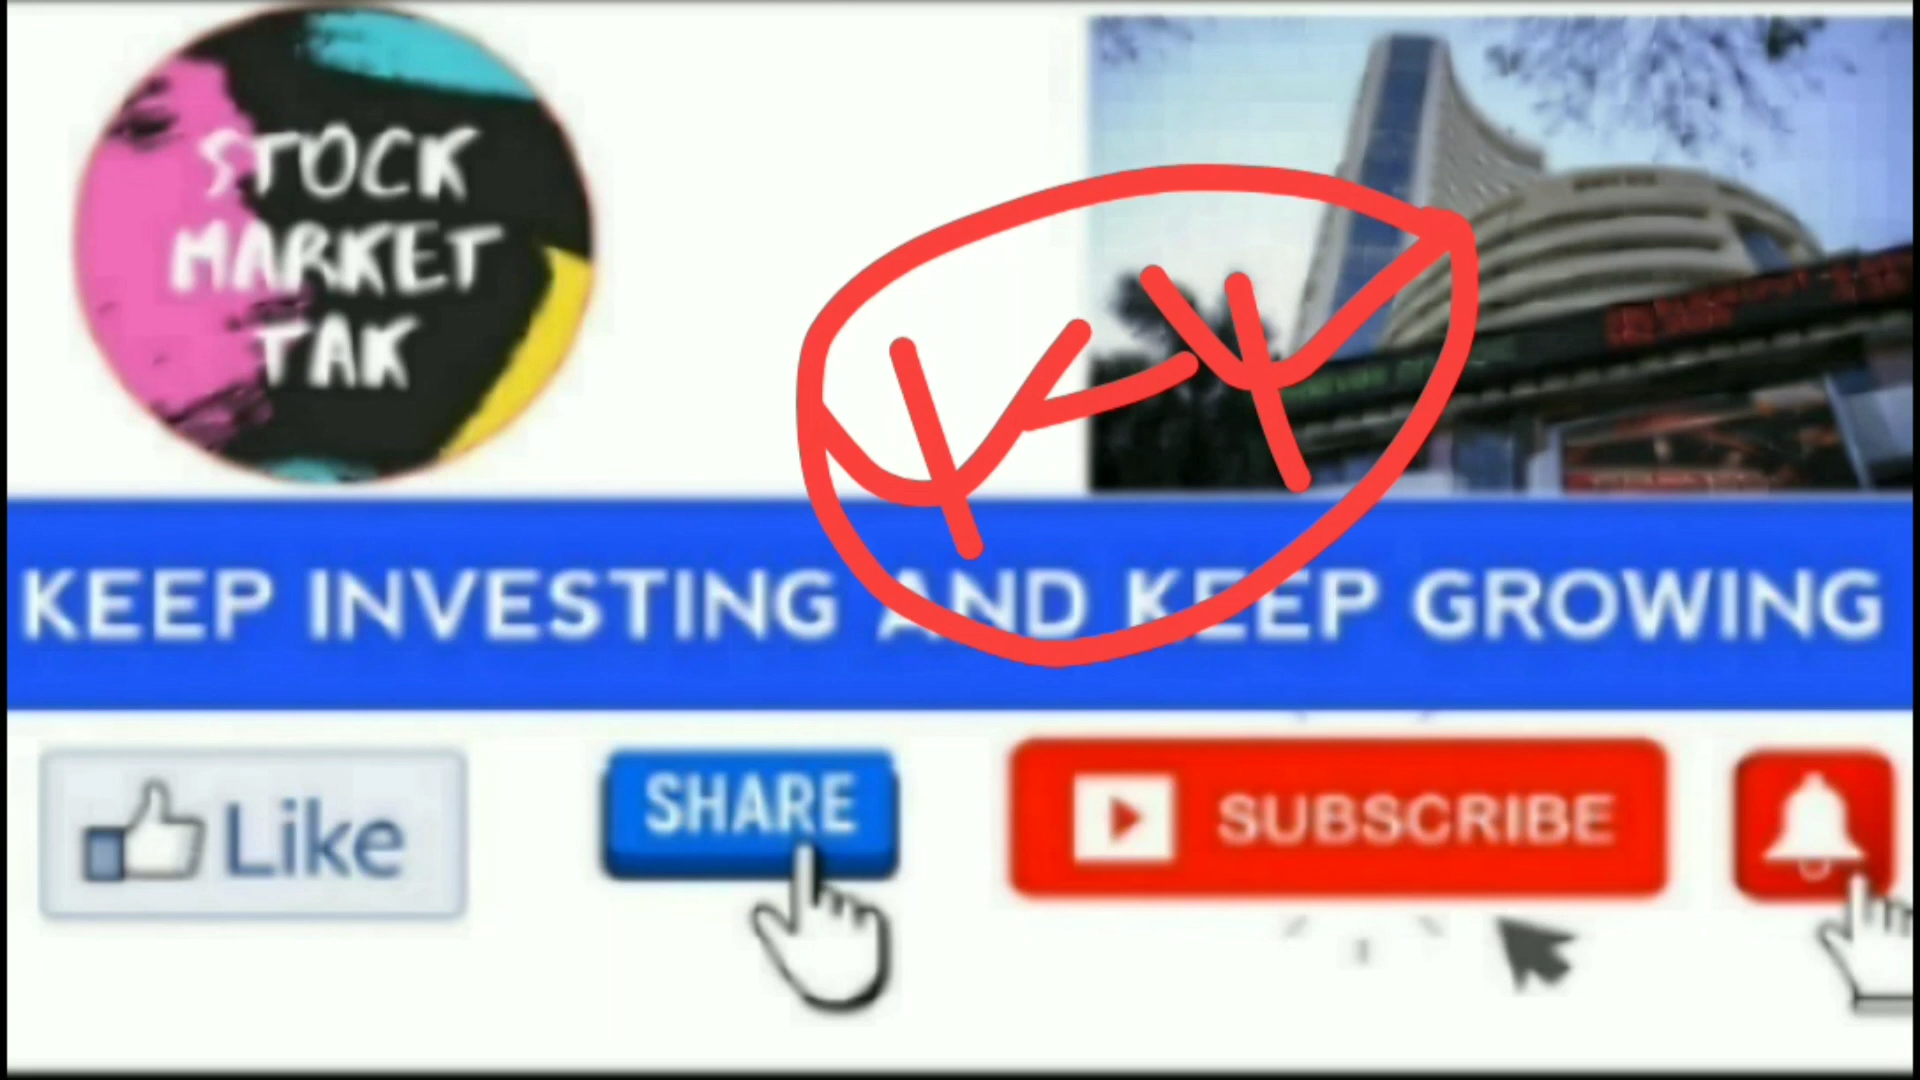 STOCK
MARKET
TAK
KEEP INVESTING AND KEEP GROWING
Like
SHARE
SUBSCRIBE